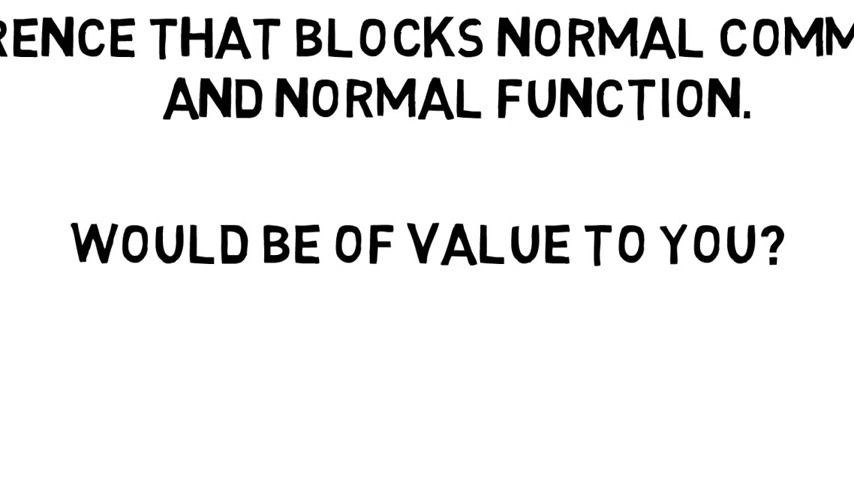 RENCE THAT BLOCKS NORMAL COMM
AND NORMAL FUNCTION.
WOULD BE OF VALUE TO YOU?